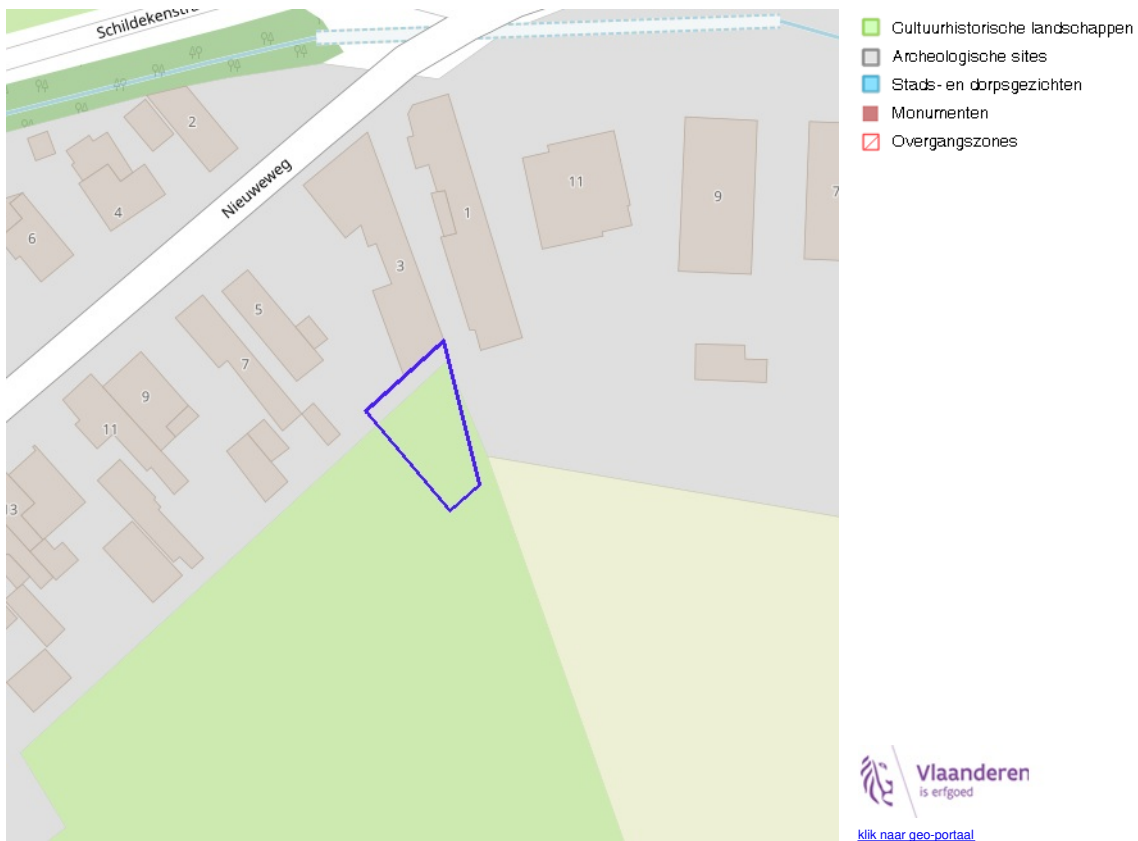 Schildekenstra
2
4
6
Nieuweweg
3
1
11
9
7
5
7
9
11
13
Cultuurhistorische landschappen
Archeologische sites
Stads- en dorpsgezichten
Monumenten
Overgangszones
Vlaanderen
is erfgoed
klik naar geo-portaal